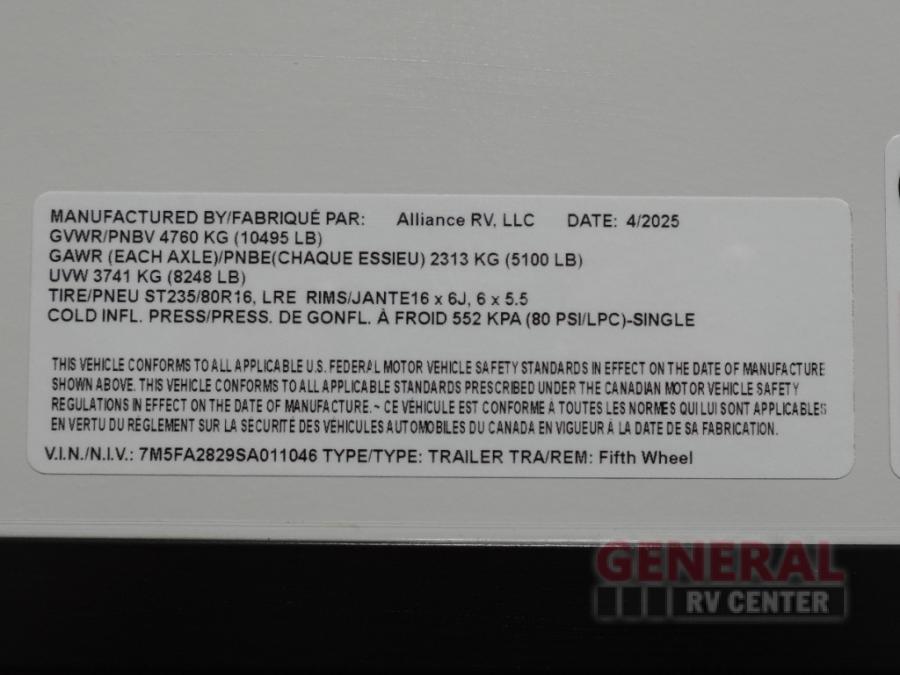 MANUFACTURED BY/FABRIQUÉ PAR: Alliance RV, LLC DATE: 4/2025
GVWR/PNBV 4760 KG (10495 LB)
GAWR (EACH AXLE)/PNBE(CHAQUE ESSIEU) 2313 KG (5100 LB)
UVW 3741 KG (8248 LB)
TIRE/PNEU ST235/80R16, LRE RIMS/JANTE16 x 6J, 6 x 5.5
COLD INFL. PRESS/PRESS. DE GONFL. À FROID 552 KPA (80 PSI/LPC)-SINGLE
THIS VEHICLE CONFORMS TO ALL APPLICABLE U.S. FEDERAL MOTOR VEHICLE SAFETY STANDARDS IN EFFECT ON THE DATE OF MANUFACTURE
SHOWN ABOVE. THIS VEHICLE CONFORMS TO ALL APPLICABLE STANDARDS PRESCRIBED UNDER THE CANADIAN MOTOR VEHICLE SAFETY
REGULATIONS IN EFFECT ON THE DATE OF MANUFACTURE. ~ CE VÉHICULE EST CONFORME À TOUTES LES NORMES QUI LUI SONT APPLICABLES
EN VERTU DU REGLEMENT SUR LA SECURITÉ DES VÉHICULES AUTOMOBILES DU CANADA EN VIGUEUR À LA DATE DE SA FABRICATION.
V.I.N./N.I.V.: 7M5FA2829SA011046 TYPE/TYPE: TRAILER TRA/REM: Fifth Wheel
GENERAL
RV CENTER